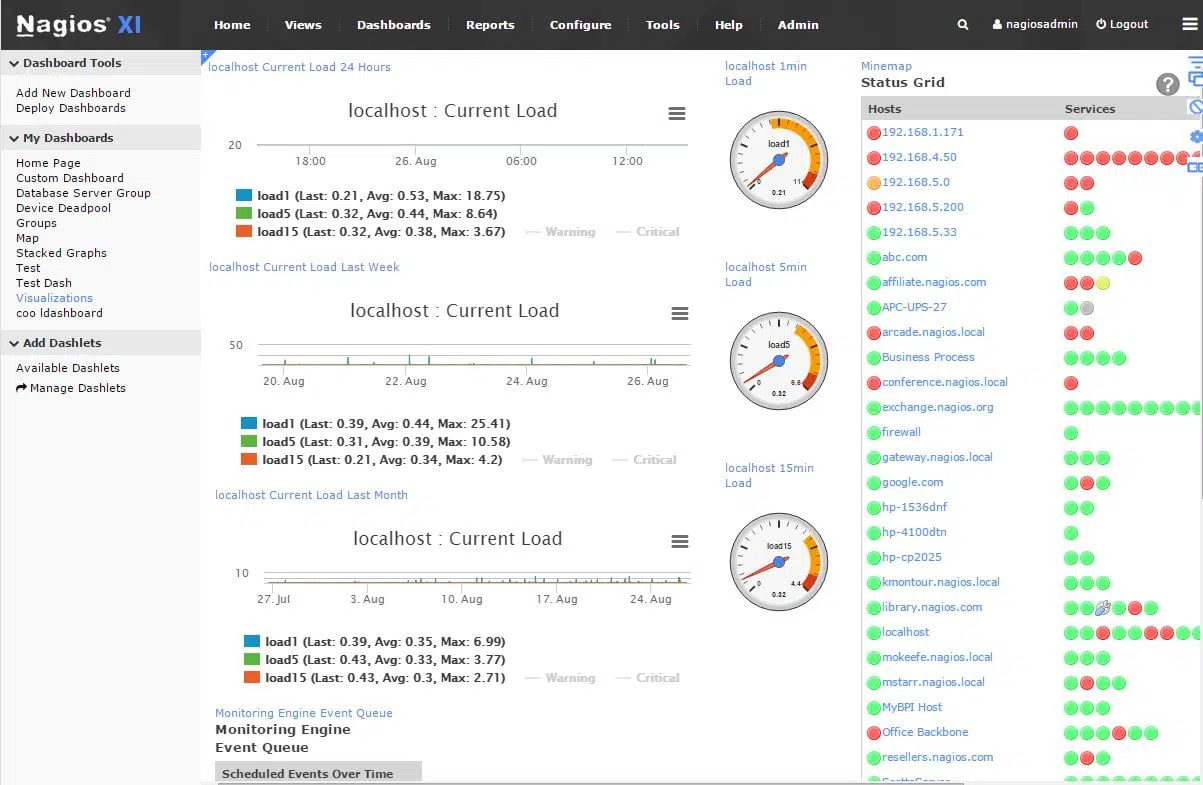 Nagios XI
Home
Views
Dashboards
Reports
Configure
Tools
Help
Admin
nagiosadmin
Logout
Dashboard Tools
Add New Dashboard
Deploy Dashboards
My Dashboards
Home Page
Custom Dashboard
Database Server Group
Device Deadpool
Groups
Map
Stacked Graphs
Test
Test Dash
Visualizations
coo ldashboard
Add Dashlets
Available Dashlets
Manage Dashlets
localhost Current Load 24 Hours
localhost : Current Load
20
18:00 26. Aug 06:00 12:00
load1 (Last: 0.21, Avg: 0.53, Max: 18.75)
load5 (Last: 0.32, Avg: 0.44, Max: 8.64)
load15 (Last: 0.32, Avg: 0.38, Max: 3.67)
Warning Critical
localhost Current Load Last Week
localhost : Current Load
50
20. Aug 22. Aug 24. Aug 26. Aug
load1 (Last: 0.39, Avg: 0.44, Max: 25.41)
load5 (Last: 0.31, Avg: 0.39, Max: 10.58)
load15 (Last: 0.21, Avg: 0.34, Max: 4.2)
Warning Critical
localhost Current Load Last Month
localhost : Current Load
10
27. Jul 3. Aug 10. Aug 17. Aug 24. Aug
load1 (Last: 0.39, Avg: 0.35, Max: 6.99)
load5 (Last: 0.43, Avg: 0.33, Max: 3.77)
load15 (Last: 0.43, Avg: 0.3, Max: 2.71)
Warning Critical
Monitoring Engine Event Queue
Monitoring Engine
Event Queue
Scheduled Events Over Time
localhost 1min
Load
load1
0 11
0.21
localhost 5min
Load
load5
0 6.6
0.32
localhost 15min
Load
load15
0 4.4
0.32
Minemap
Status Grid
?
Hosts Services
192.168.1.171
192.168.4.50
192.168.5.0
192.168.5.200
192.168.5.33
abc.com
affiliate.nagios.com
APC-UPS-27
arcade.nagios.local
Business Process
conference.nagios.local
exchange.nagios.org
firewall
gateway.nagios.local
google.com
hp-1536dnf
hp-4100dtn
hp-cp2025
kmontour.nagios.local
library.nagios.com
localhost
mokeefe.nagios.local
mstarr.nagios.local
MyBPI Host
Office Backbone
resellers.nagios.com